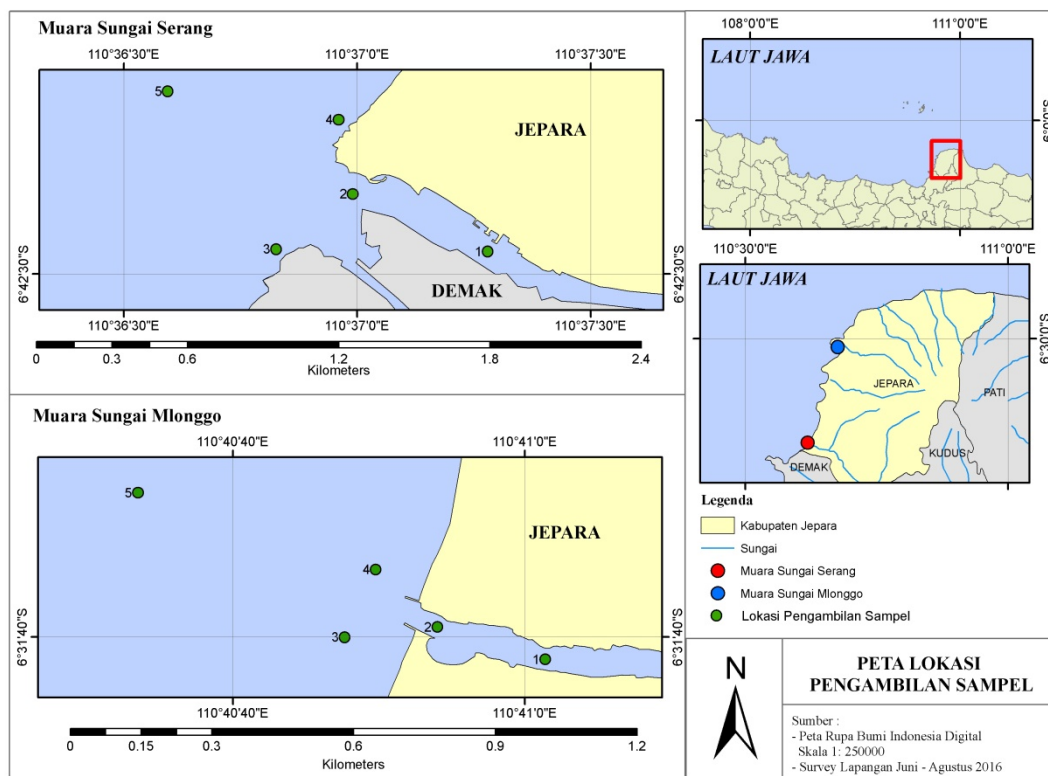 Muara Sungai Serang
110°36'30"E 110°37'0"E 110°37'30"E
5
4
JEPARA
2
3
1
DEMAK
6°42'30"S 6°42'30"S
110°36'30"E 110°37'0"E 110°37'30"E
0 0.3 0.6 1.2 1.8 2.4
Kilometers
Muara Sungai Mlonggo
110°40'40"E 110°41'0"E
5
JEPARA
4
2
3
1
6°31'40"S 6°31'40"S
110°40'40"E 110°41'0"E
0 0.15 0.3 0.6 0.9 1.2
Kilometers
108°0'0"E 111°0'0"E
LAUT JAWA
6°0'0"S
110°30'0"E 111°0'0"E
LAUT JAWA
6°30'0"S
JEPARA
PATI
KUDUS
DEMAK
Legenda
Kabupaten Jepara
Sungai
Muara Sungai Serang
Muara Sungai Mlonggo
Lokasi Pengambilan Sampel
N
PETA LOKASI
PENGAMBILAN SAMPEL
Sumber :
- Peta Rupa Bumi Indonesia Digital
Skala 1: 250000
- Survey Lapangan Juni - Agustus 2016